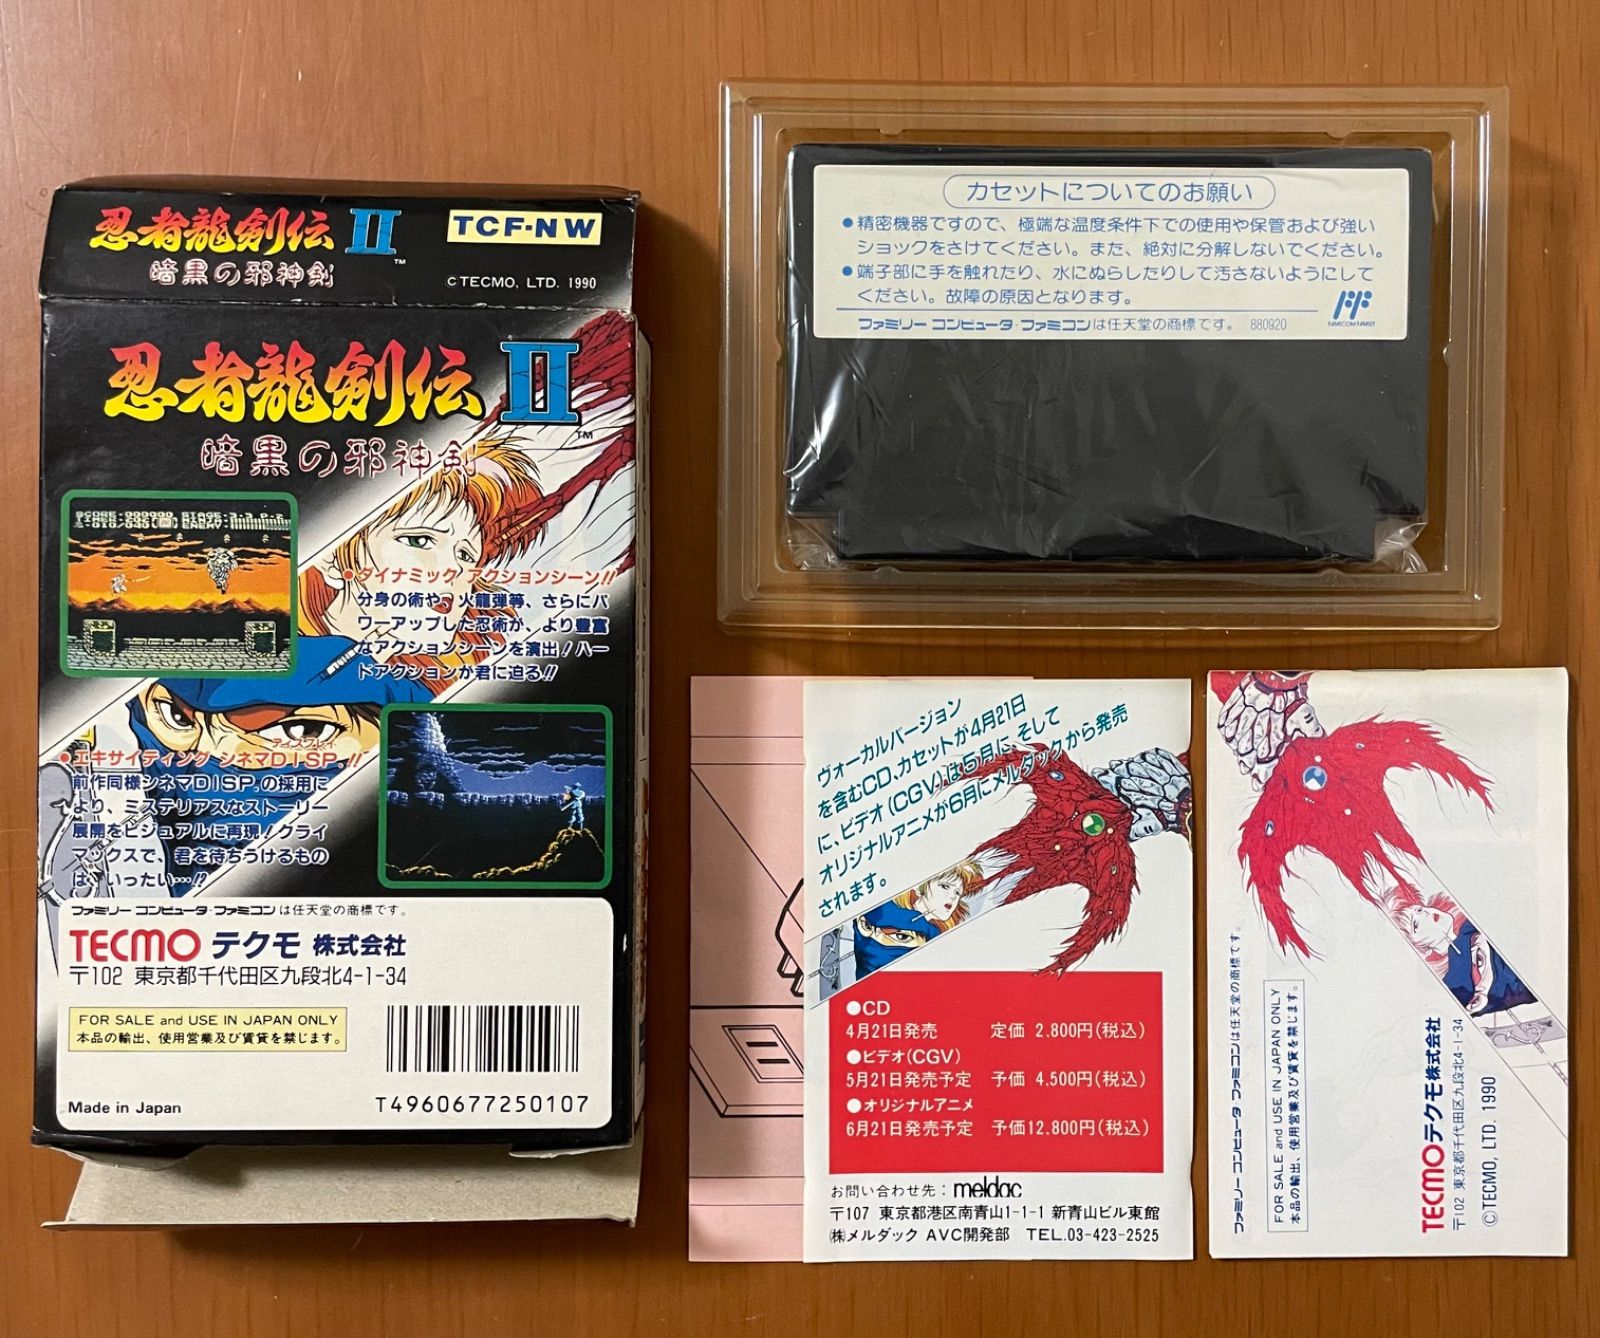 忍者龍剣伝 II ™
暗黒の邪神剣
TCF-NW
©TECMO, LTD. 1990
忍者龍剣伝 II
™
暗黒の邪神剣
●ダイナミック アクションシーン!!
分身の術や、火龍弾等、さらにパ
ワーアップした忍術が、より豊富
なアクションシーンを演出!ハー
ドアクションが君に迫る!!
ディスプレイ
●エキサイティング シネマDISP.!!
前作同様シネマDISP.の採用に
より、ミステリアスなストーリー
展開をビジュアルに再現!クライ
マックスで、君を待ちうけるもの
は、いったい…!!
ファミリー コンピュータ・ファミコンは任天堂の商標です。
TECMO テクモ 株式会社
〒102 東京都千代田区九段北4-1-34
FOR SALE and USE IN JAPAN ONLY
本品の輸出、使用営業及び賃貸を禁じます。
Made in Japan
T4960677250107
カセットについてのお願い
●精密機器ですので、極端な温度条件下での使用や保管および強い
ショックをさけてください。また、絶対に分解しないでください。
●端子部に手を触れたり、水にぬらしたりして汚さないようにして
ください。故障の原因となります。
FAMICOM FAMILY
ファミリー コンピュータ・ファミコンは任天堂の商標です。 880920
ヴォーカルバージョン
を含むCD、カセットが4月21日
に、ビデオ(CGV)は5月に、そして
オリジナルアニメが6月にメルダックから発売
されます。
●CD
4月21日発売 定価 2.800円(税込)
●ビデオ(CGV)
5月21日発売予定 予価 4.500円(税込)
●オリジナルアニメ
6月21日発売予定 予価12.800円(税込)
お問い合わせ先:meldac
〒107 東京都港区南青山1-1-1 新青山ビル東館
㈱メルダック AVC開発部 TEL.03-423-2525
ファミリーコンピュータ ファミコンは任天堂の商標です。
FOR SALE and USE IN JAPAN ONLY
本品の輸出、使用営業及び賃貸を禁じます。
TECMO テクモ株式会社
〒102 東京都千代田区九段北4-1-34
©TECMO, LTD. 1990